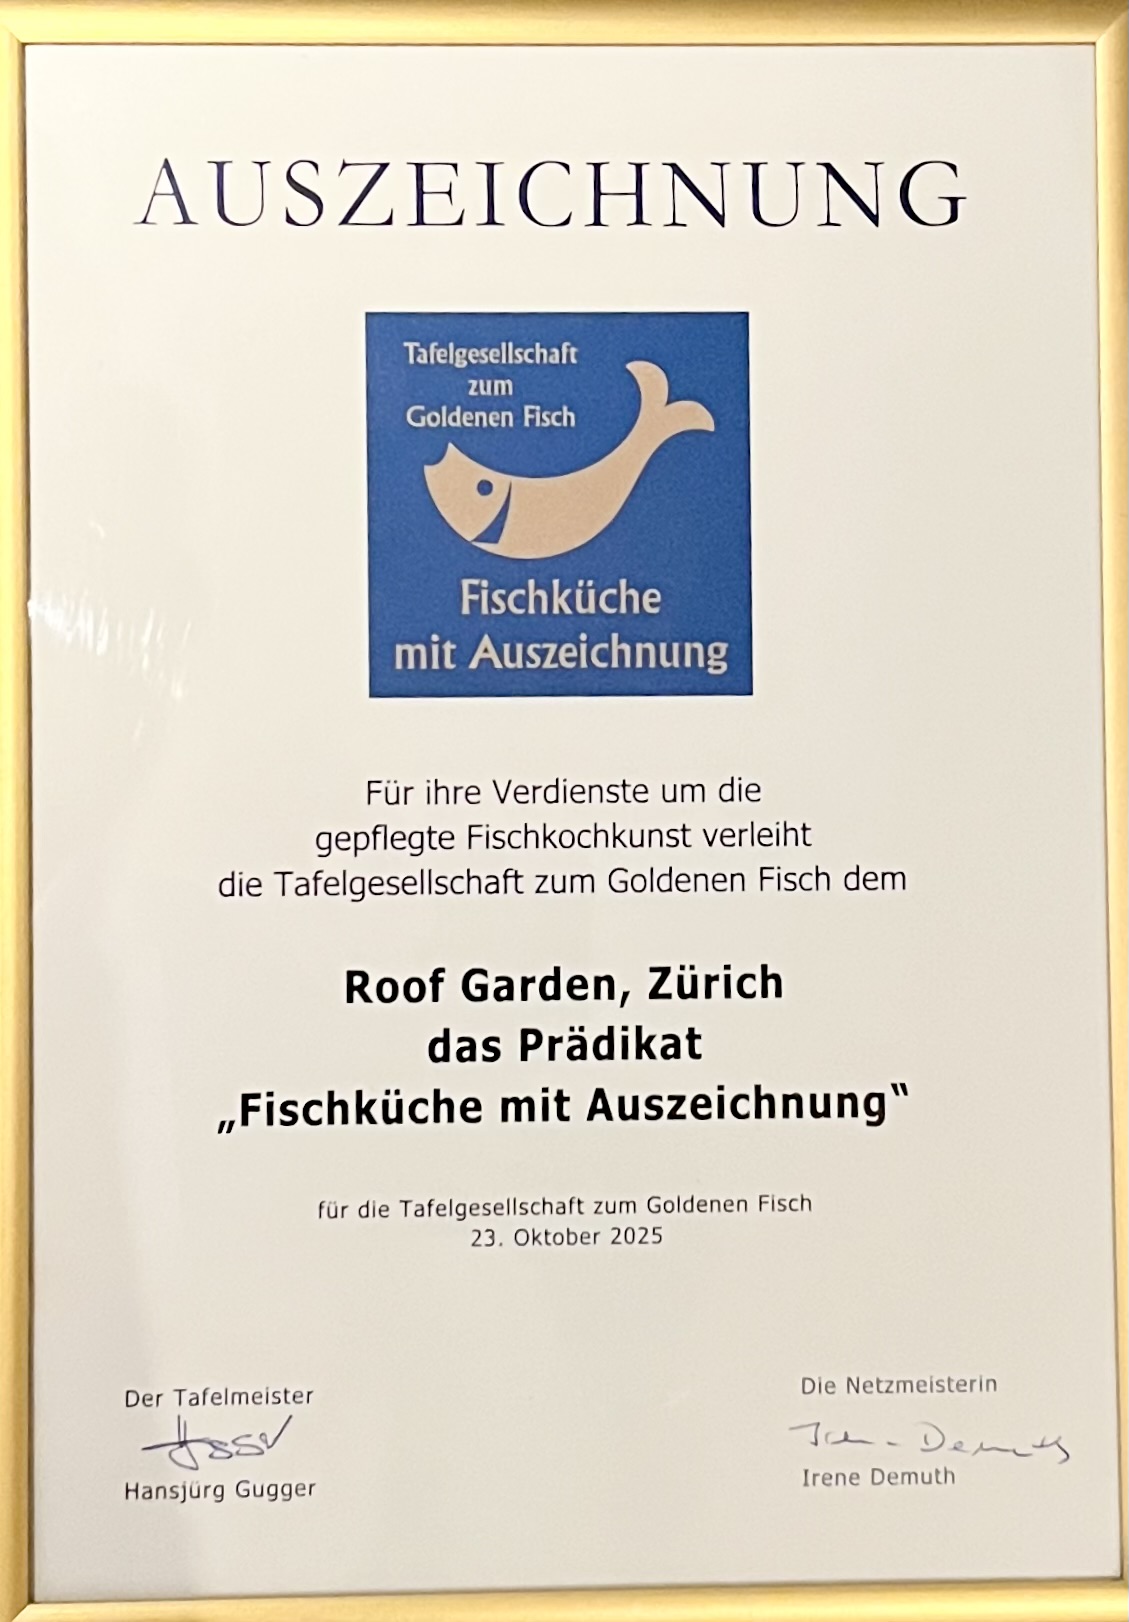 AUSZEICHNUNG
Tafelgesellschaft
zum
Goldenen Fisch
Fischküche
mit Auszeichnung
Für ihre Verdienste um die
gepflegte Fischkochkunst verleiht
die Tafelgesellschaft zum Goldenen Fisch dem
Roof Garden, Zürich
das Prädikat
„Fischküche mit Auszeichnung‟
für die Tafelgesellschaft zum Goldenen Fisch
23. Oktober 2025
Der Tafelmeister
Hansjürg Gugger
Die Netzmeisterin
Irene Demuth
Irene Demuth